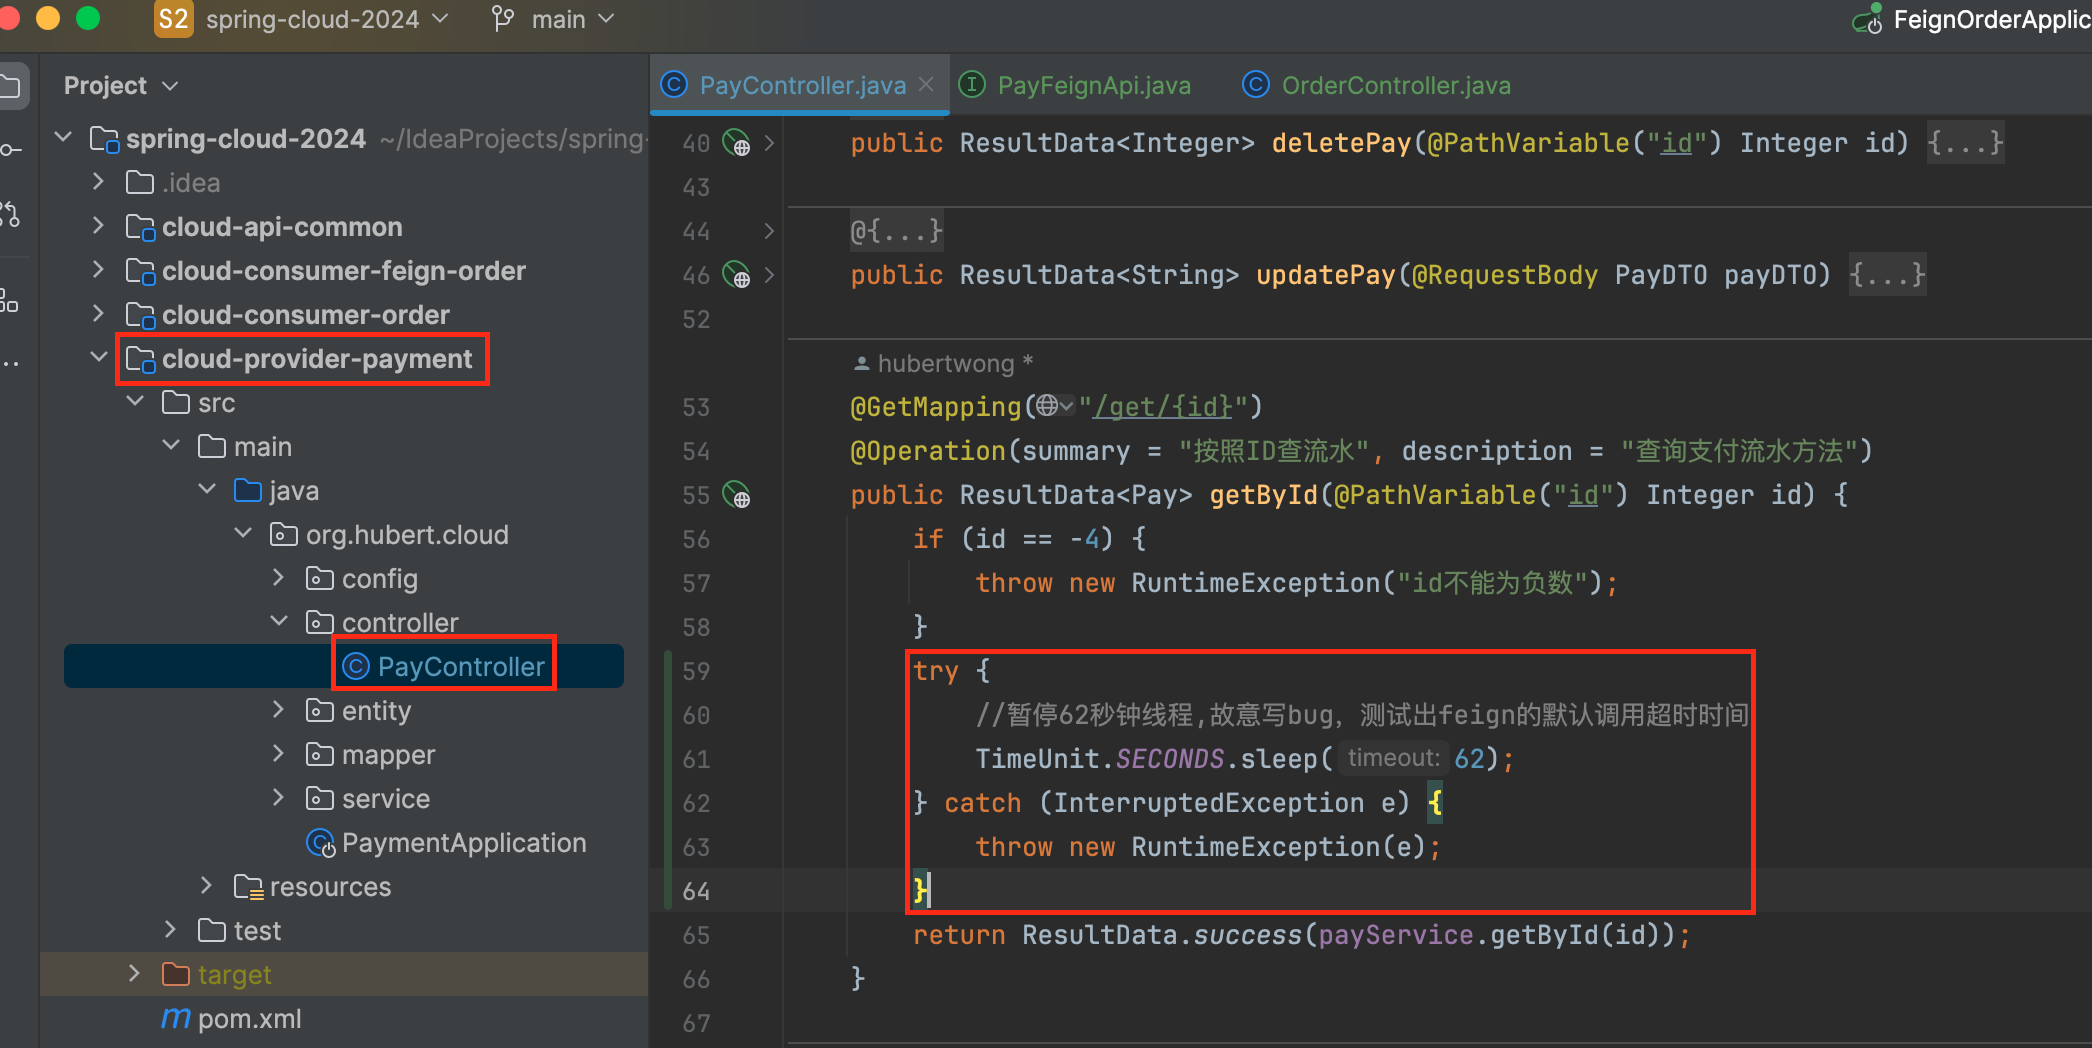 S2 spring-cloud-2024 main FeignOrderApplic
Project
spring-cloud-2024 ~/IdeaProjects/spring-
.idea
cloud-api-common
cloud-consumer-feign-order
cloud-consumer-order
cloud-provider-payment
src
main
java
org.hubert.cloud
config
controller
PayController
entity
mapper
service
PaymentApplication
resources
test
target
pom.xml
PayController.java PayFeignApi.java OrderController.java
40 public ResultData<Integer> deletePay(@PathVariable("id") Integer id) {...}
43
44 @{...}
46 public ResultData<String> updatePay(@RequestBody PayDTO payDTO) {...}
52
hubertwong *
53 @GetMapping("/get/{id}")
54 @Operation(summary = "按照ID查流水", description = "查询支付流水方法")
55 public ResultData<Pay> getById(@PathVariable("id") Integer id) {
56 if (id == -4) {
57 throw new RuntimeException("id不能为负数");
58 }
59 try {
60 //暂停62秒钟线程,故意写bug，测试出feign的默认调用超时时间
61 TimeUnit.SECONDS.sleep( timeout: 62);
62 } catch (InterruptedException e) {
63 throw new RuntimeException(e);
64 }
65 return ResultData.success(payService.getById(id));
66 }
67